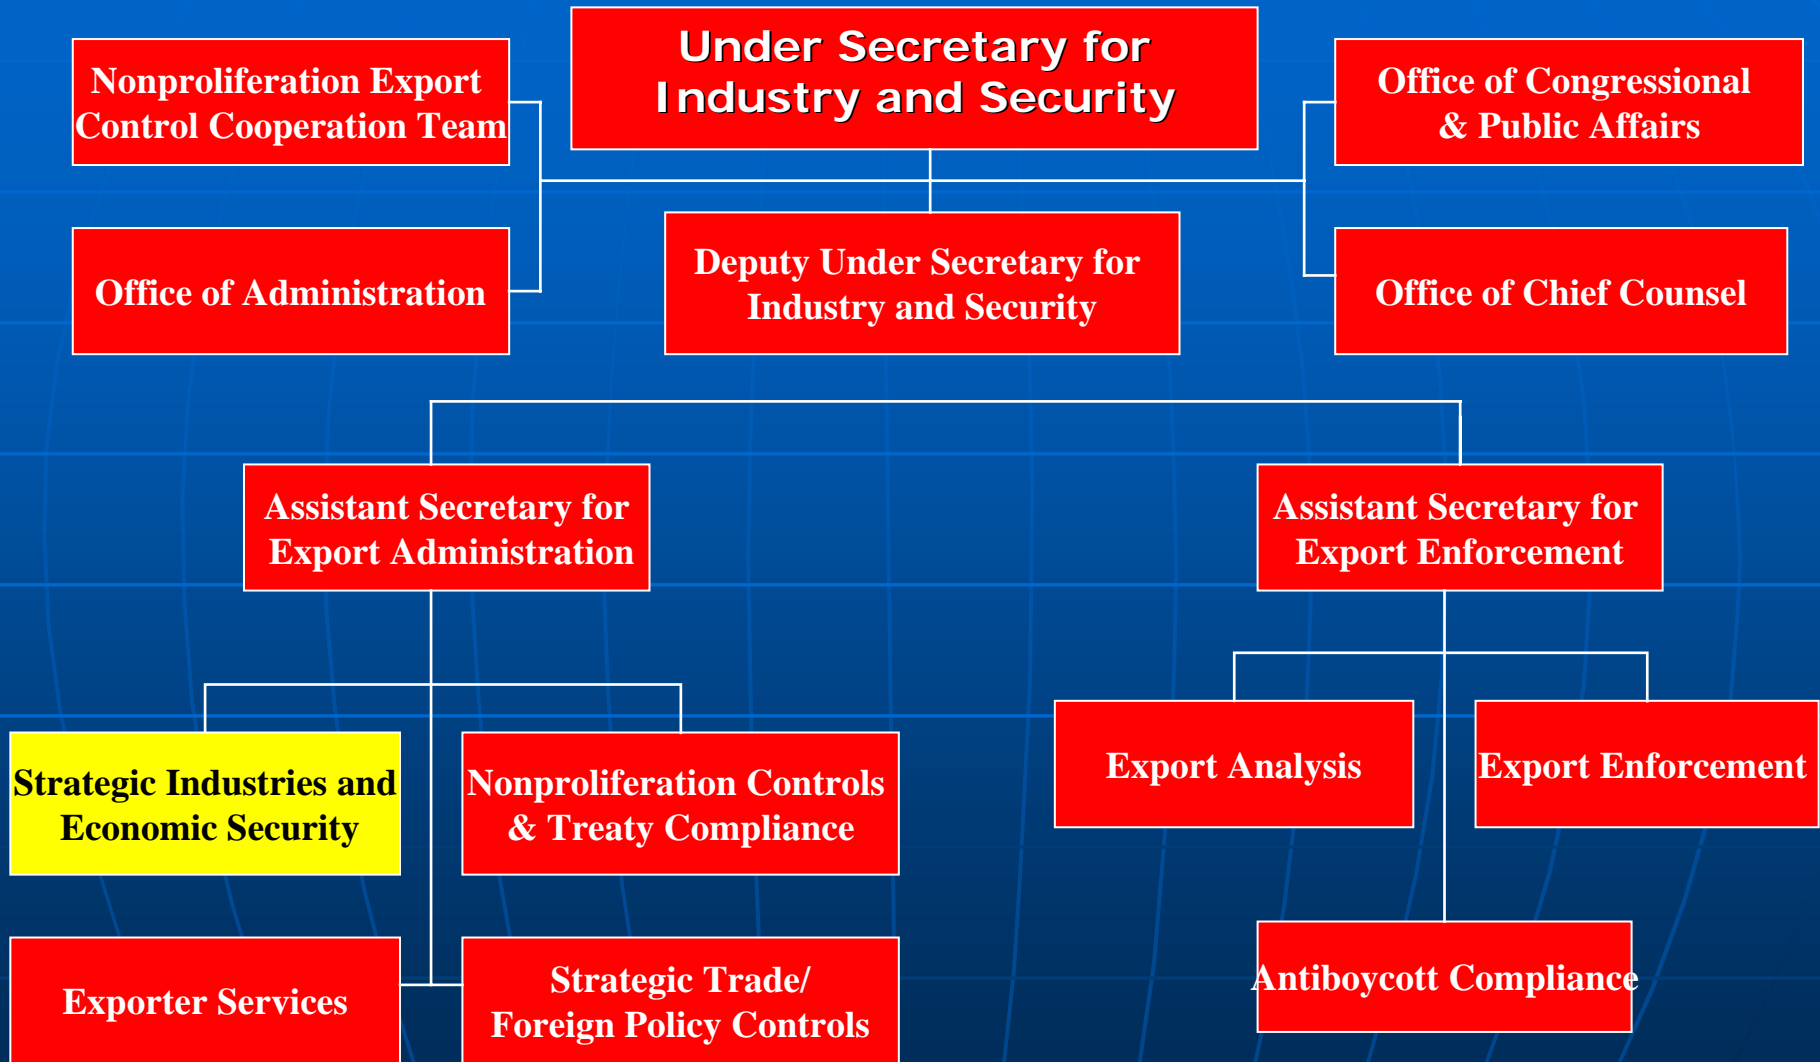 Under Secretary for
Industry and Security
Nonproliferation Export
Control Cooperation Team
Office of Congressional
& Public Affairs
Office of Administration
Deputy Under Secretary for
Industry and Security
Office of Chief Counsel
Assistant Secretary for
Export Administration
Assistant Secretary for
Export Enforcement
Strategic Industries and
Economic Security
Nonproliferation Controls
& Treaty Compliance
Export Analysis
Export Enforcement
Exporter Services
Strategic Trade/
Foreign Policy Controls
Antiboycott Compliance